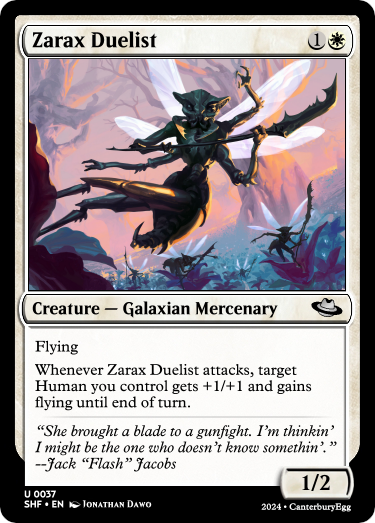 Zarax Duelist 1
Creature — Galaxian Mercenary
Flying
Whenever Zarax Duelist attacks, target
Human you control gets +1/+1 and gains
flying until end of turn.
“She brought a blade to a gunfight. I'm thinkin'
I might be the one who doesn't know somethin'.”
--Jack “Flash” Jacobs
1/2
U 0037
SHF • EN Jonathan Dawo
2024 • CanterburyEgg